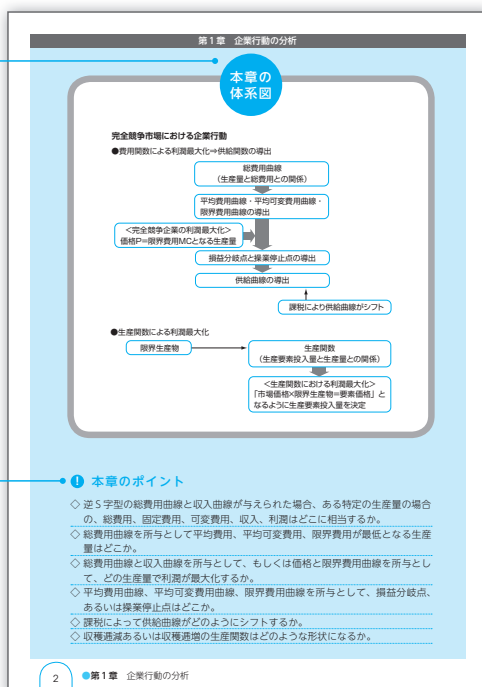 第1章 企業行動の分析
本章の
体系図
完全競争市場における企業行動
●費用関数による利潤最大化⇒供給関数の導出
総費用曲線
（生産量と総費用との関係）
平均費用曲線・平均可変費用曲線・
限界費用曲線の導出
＜完全競争企業の利潤最大化＞
価格P=限界費用MCとなる生産量
損益分岐点と操業停止点の導出
供給曲線の導出
課税により供給曲線がシフト
●生産関数による利潤最大化
限界生産物
生産関数
（生産要素投入量と生産量との関係）
＜生産関数における利潤最大化＞
「市場価格×限界生産物=要素価格」と
なるように生産要素投入量を決定
! 本章のポイント
◇ 逆S字型の総費用曲線と収入曲線が与えられた場合、ある特定の生産量の場合
の、総費用、固定費用、可変費用、収入、利潤はどこに相当するか。
◇ 総費用曲線を所与として平均費用、平均可変費用、限界費用が最低となる生産
量はどこか。
◇ 総費用曲線と収入曲線を所与として、もしくは価格と限界費用曲線を所与とし
て、どの生産量で利潤が最大化するか。
◇ 平均費用曲線、平均可変費用曲線、限界費用曲線を所与として、損益分岐点、
あるいは操業停止点はどこか。
◇ 課税によって供給曲線がどのようにシフトするか。
◇ 収穫逓減あるいは収穫逓増の生産関数はどのような形状になるか。
2 ●第1章 企業行動の分析